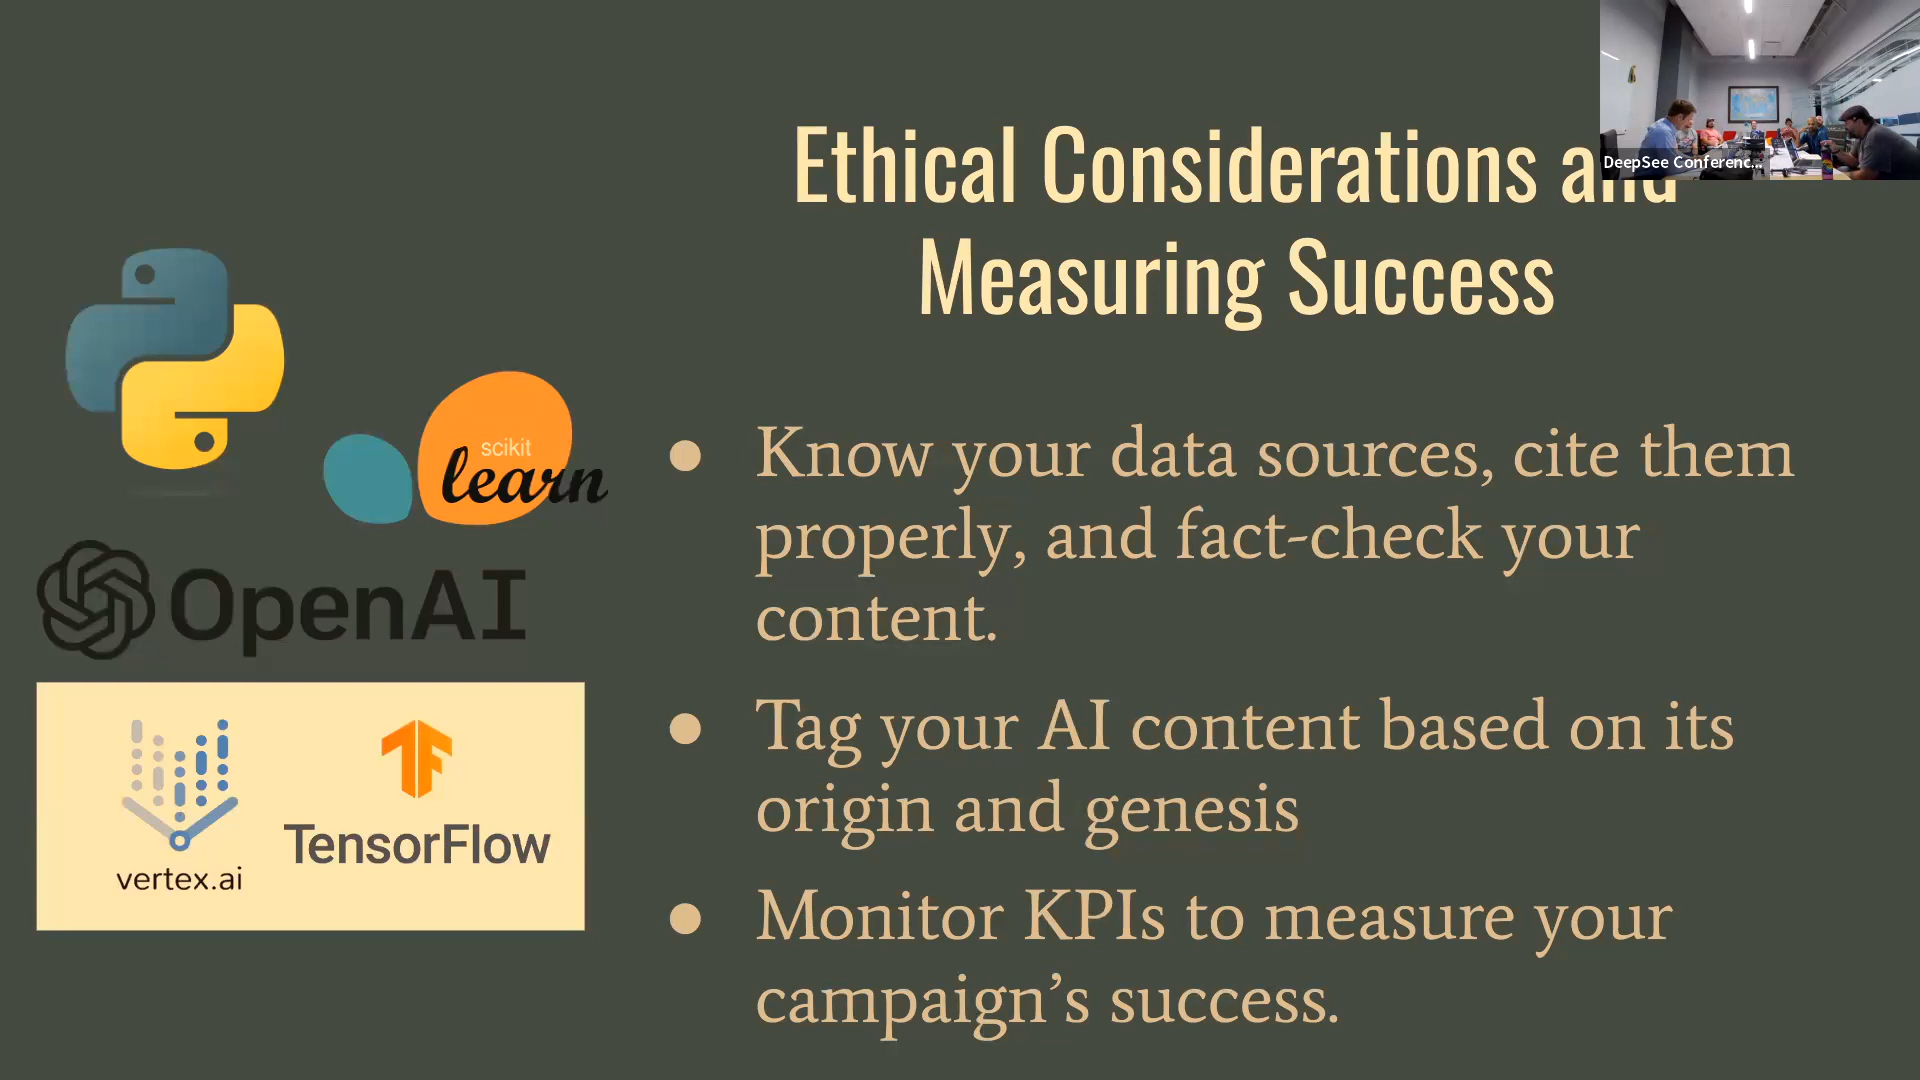 Ethical Considerations and
Measuring Success
DeepSee Conferenc...
scikit
learn
OpenAI
vertex.ai
TensorFlow
● Know your data sources, cite them
properly, and fact-check your
content.
● Tag your AI content based on its
origin and genesis
● Monitor KPIs to measure your
campaign’s success.